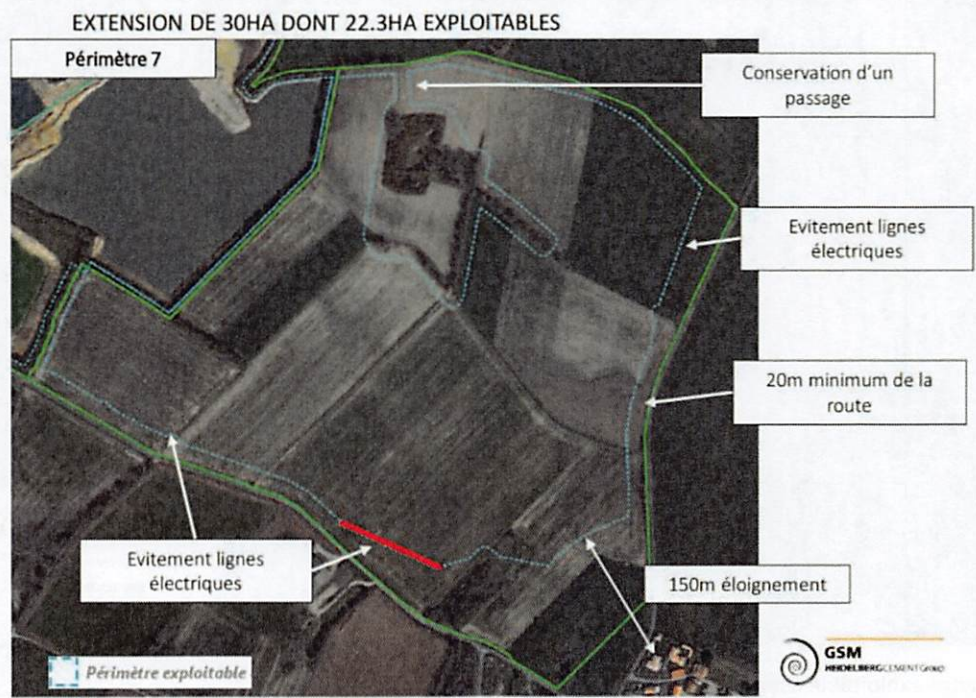 EXTENSION DE 30HA DONT 22.3HA EXPLOITABLES
Périmètre 7
Conservation d'un
passage
Evitement lignes
électriques
20m minimum de la
route
Evitement lignes
électriques
150m éloignement
Périmètre exploitable
GSM
HEIDELBERGCEMENT Group